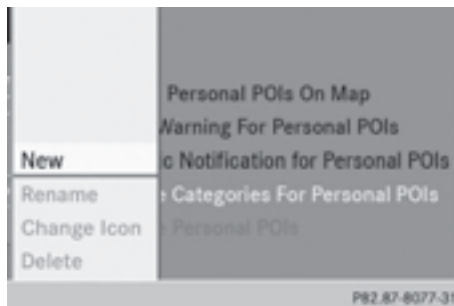 Personal POIs On Map
Warning For Personal POIs
New
c Notification for Personal POIs
Rename
e Categories For Personal POIs
Change Icon
e Personal POIs
Delete
P82.87-8077-31